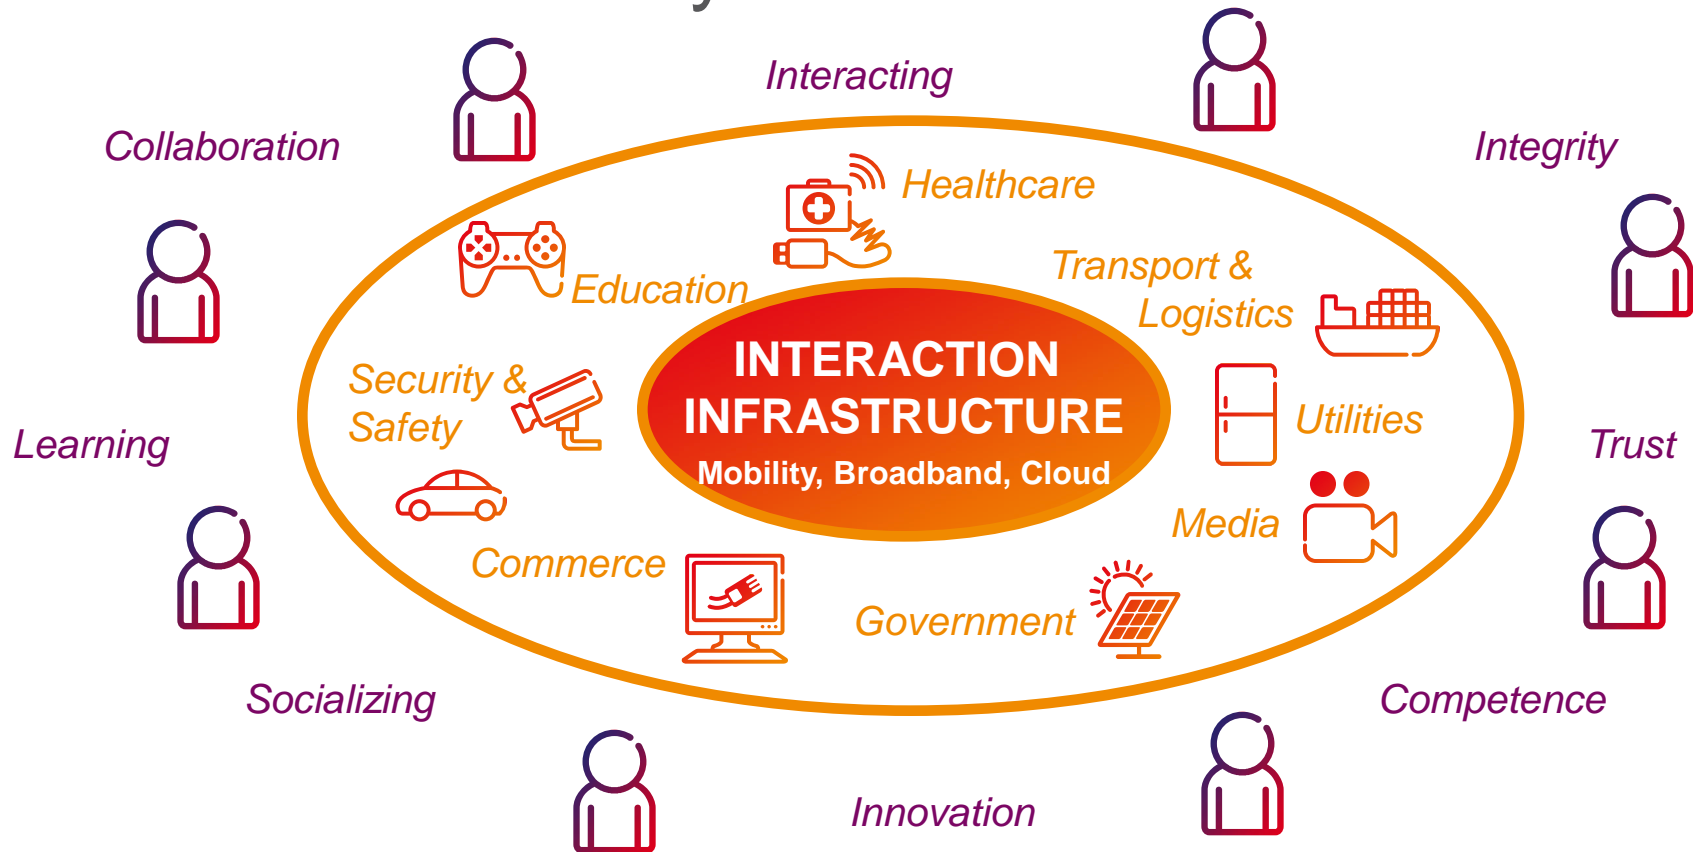 Interacting
Collaboration
Integrity
Healthcare
Transport &
Logistics
Education
INTERACTION
INFRASTRUCTURE
Mobility, Broadband, Cloud
Security &
Safety
Utilities
Learning
Trust
Media
Commerce
Government
Socializing
Competence
Innovation